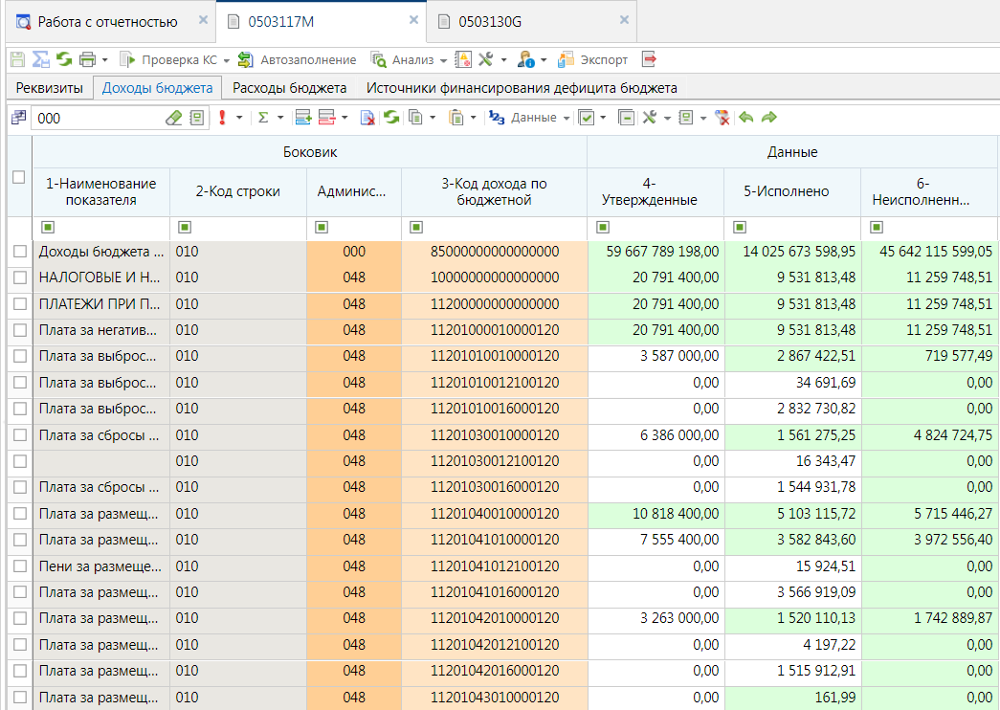 Работа с отчетностью 0503117M 0503130G
Проверка КС Автозаполнение Анализ Экспорт
Реквизиты Доходы бюджета Расходы бюджета Источники финансирования дефицита бюджета
000 Данные
Боковик Данные
1-Наименование показателя 2-Код строки Админис... 3-Код дохода по бюджетной 4-Утвержденные 5-Исполнено 6-Неисполненн...
Доходы бюджета ... 010 000 85000000000000000 59 667 789 198,00 14 025 673 598,95 45 642 115 599,05
НАЛОГОВЫЕ И Н... 010 048 10000000000000000 20 791 400,00 9 531 813,48 11 259 748,51
ПЛАТЕЖИ ПРИ П... 010 048 11200000000000000 20 791 400,00 9 531 813,48 11 259 748,51
Плата за негатив... 010 048 11201000010000120 20 791 400,00 9 531 813,48 11 259 748,51
Плата за выброс... 010 048 11201010010000120 3 587 000,00 2 867 422,51 719 577,49
Плата за выброс... 010 048 11201010012100120 0,00 34 691,69 0,00
Плата за выброс... 010 048 11201010016000120 0,00 2 832 730,82 0,00
Плата за сбросы ... 010 048 11201030010000120 6 386 000,00 1 561 275,25 4 824 724,75
010 048 11201030012100120 0,00 16 343,47 0,00
Плата за сбросы ... 010 048 11201030016000120 0,00 1 544 931,78 0,00
Плата за размещ... 010 048 11201040010000120 10 818 400,00 5 103 115,72 5 715 446,27
Плата за размещ... 010 048 11201041010000120 7 555 400,00 3 582 843,60 3 972 556,40
Пени за размеще... 010 048 11201041012100120 0,00 15 924,51 0,00
Плата за размещ... 010 048 11201041016000120 0,00 3 566 919,09 0,00
Плата за размещ... 010 048 11201042010000120 3 263 000,00 1 520 110,13 1 742 889,87
Плата за размещ... 010 048 11201042012100120 0,00 4 197,22 0,00
Плата за размещ... 010 048 11201042016000120 0,00 1 515 912,91 0,00
Плата за размещ... 010 048 11201043010000120 0,00 161,99 0,00